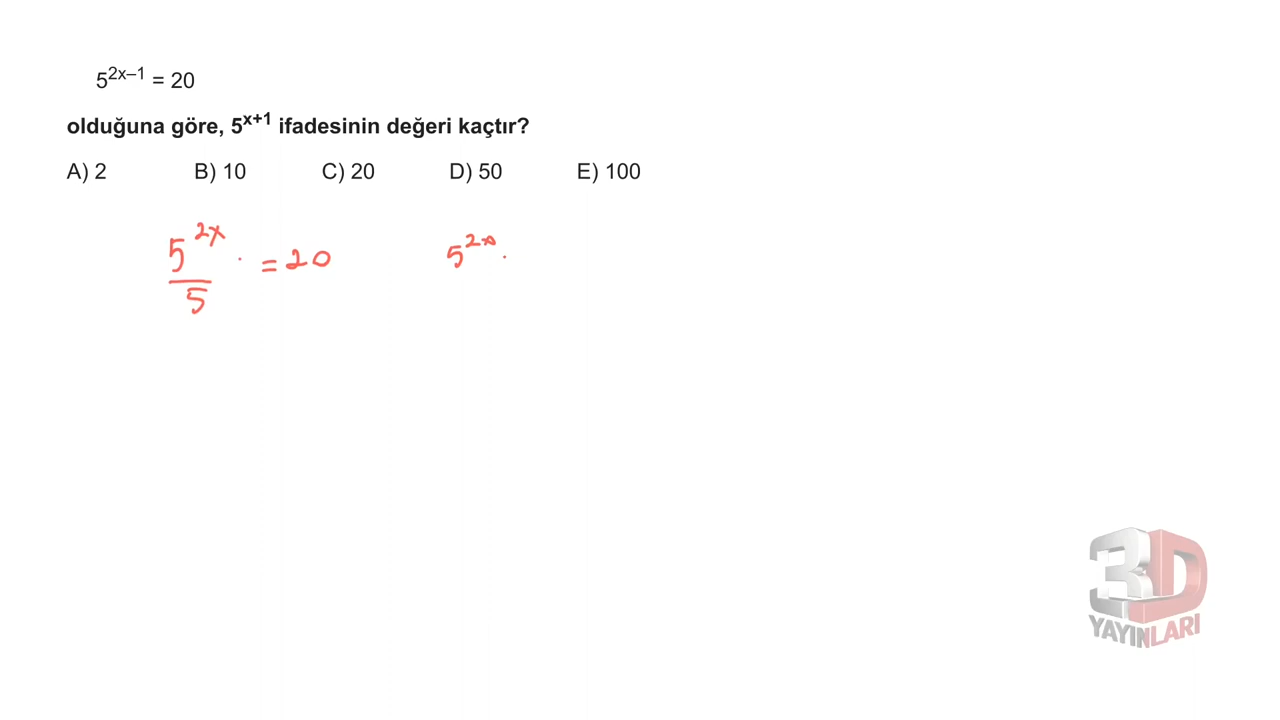 5^{2x–1} = 20
olduğuna göre, 5^{x+1} ifadesinin değeri kaçtır?
A) 2 B) 10 C) 20 D) 50 E) 100
5^{2x}/5 · = 20 5^{2x} ·
3D
YAYINLARI